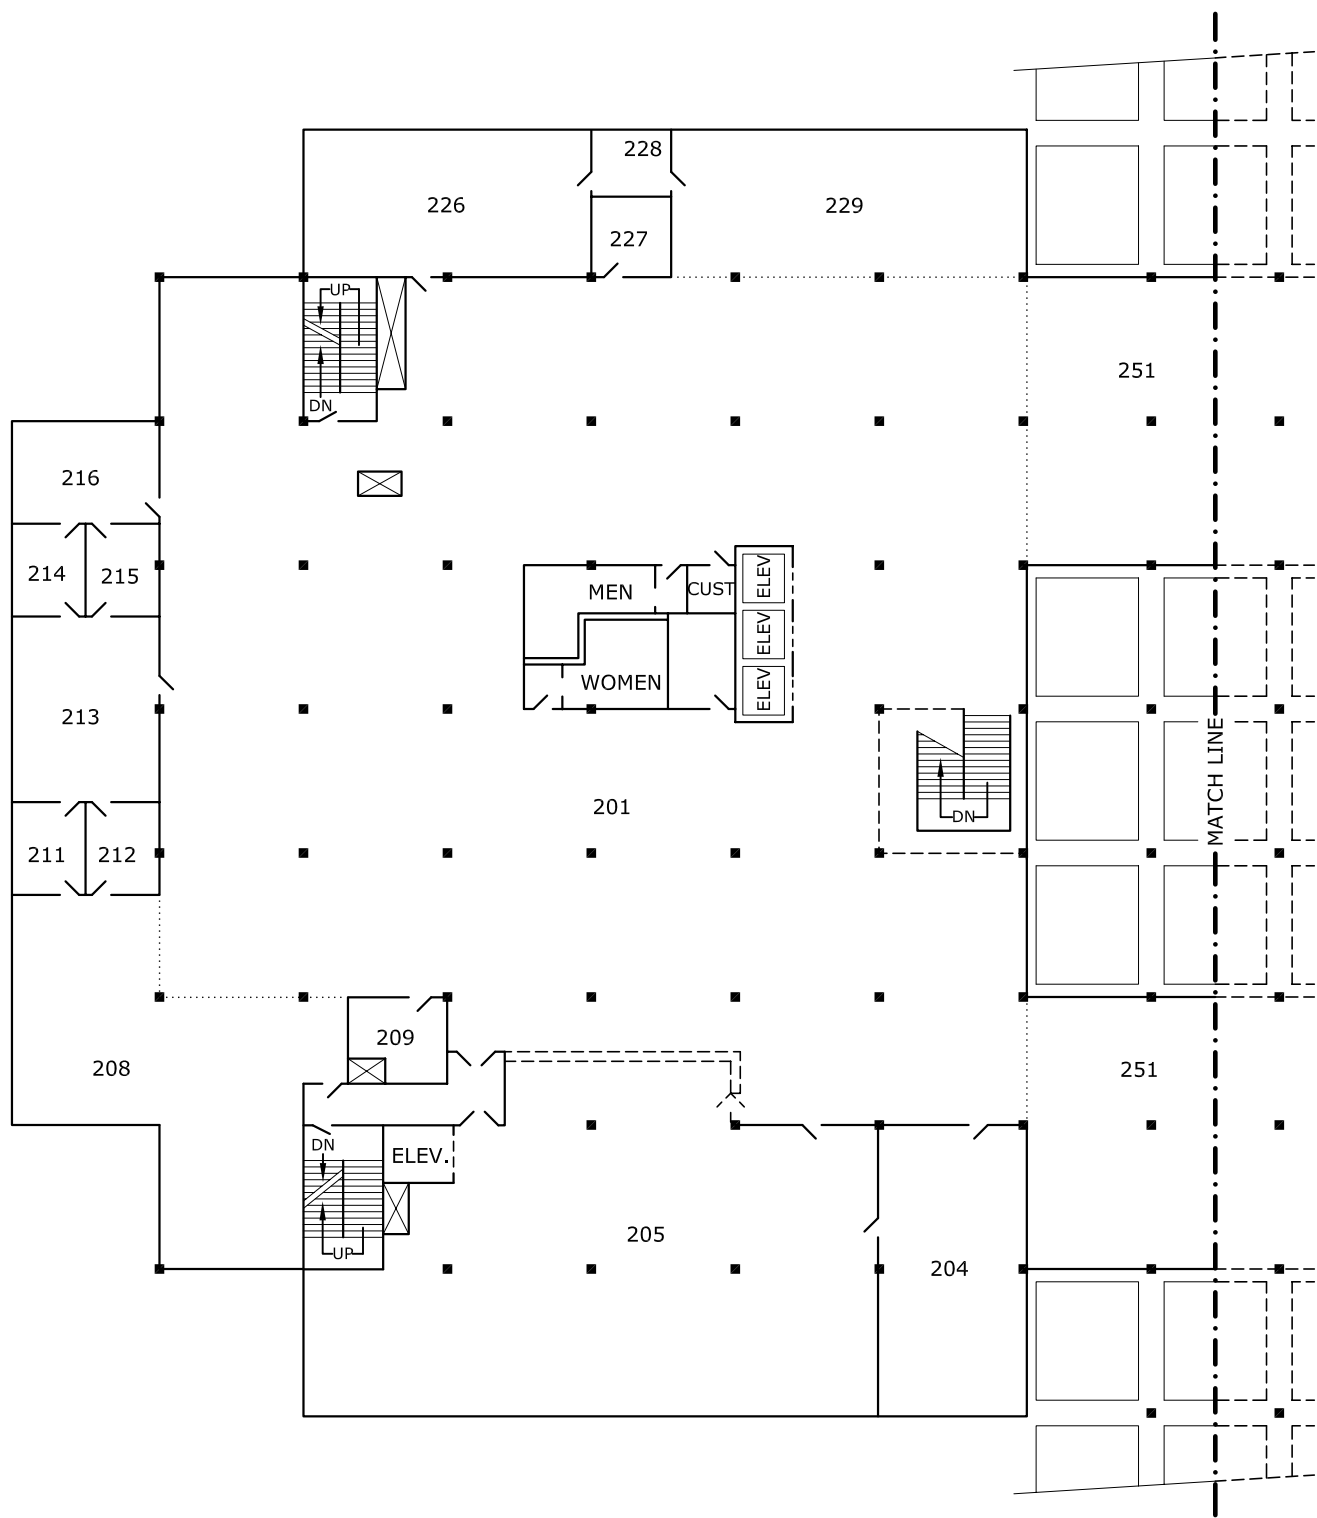 228
226
229
227
UP
251
DN
216
214
215
MEN
CUST
ELEV
ELEV
ELEV
WOMEN
213
MATCH LINE
201
DN
211
212
209
208
251
DN
ELEV.
205
UP
204